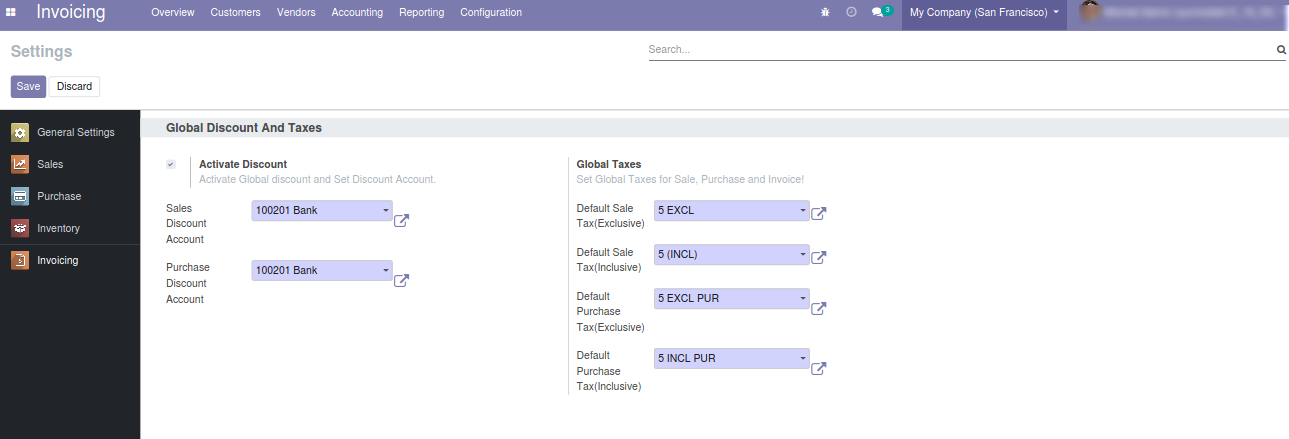 Invoicing Overview Customers Vendors Accounting Reporting Configuration 3 My Company (San Francisco)
Settings Search...
Save Discard
General Settings
Sales
Purchase
Inventory
Invoicing
Global Discount And Taxes
Activate Discount
Activate Global discount and Set Discount Account.
Sales
Discount
Account
100201 Bank
Purchase
Discount
Account
100201 Bank
Global Taxes
Set Global Taxes for Sale, Purchase and Invoice!
Default Sale
Tax(Exclusive)
5 EXCL
Default Sale
Tax(Inclusive)
5 (INCL)
Default
Purchase
Tax(Exclusive)
5 EXCL PUR
Default
Purchase
Tax(Inclusive)
5 INCL PUR